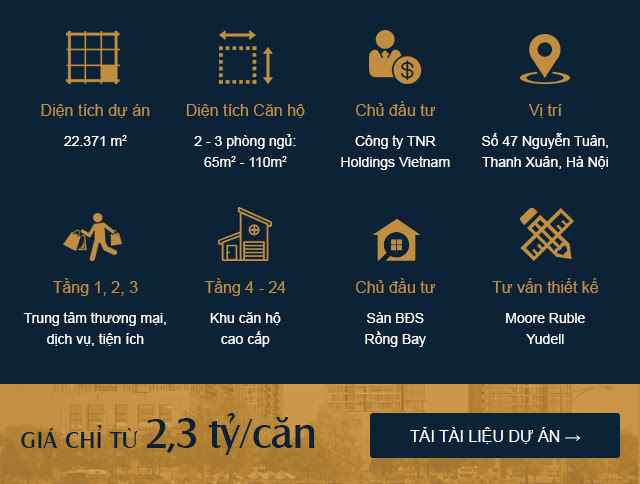 Diện tích dự án
22.371 m²
Diện tích Căn hộ
2 - 3 phòng ngủ:
65m² - 110m²
Chủ đầu tư
Công ty TNR
Holdings Vietnam
Vị trí
Số 47 Nguyễn Tuân,
Thanh Xuân, Hà Nội
Tầng 1, 2, 3
Trung tâm thương mại,
dịch vụ, tiện ích
Tầng 4 - 24
Khu căn hộ
cao cấp
Chủ đầu tư
Sàn BĐS
Rồng Bay
Tư vấn thiết kế
Moore Ruble
Yudell
GIÁ CHỈ TỪ 2,3 tỷ/căn
TẢI TÀI LIỆU DỰ ÁN →